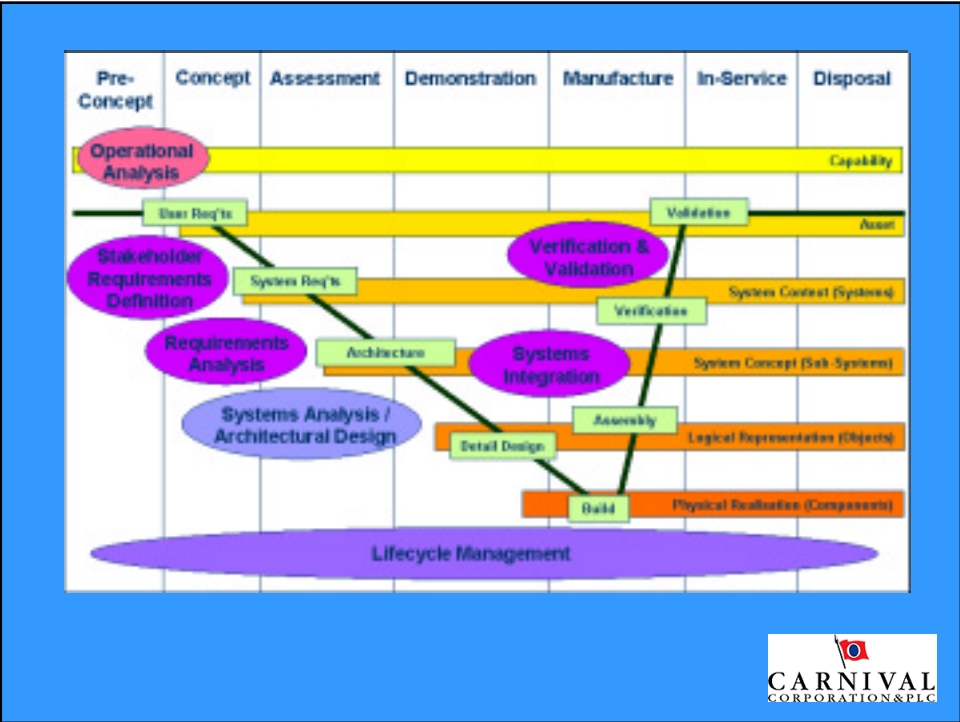 Pre-
Concept
Concept
Assessment
Demonstration
Manufacture
In-Service
Disposal
Operational
Analysis
Capability
User Req'ts
Validation
Asset
Stakeholder
Requirements
Definition
Verification &
Validation
System Req'ts
System Context (Systems)
Verification
Requirements
Analysis
Architecture
Systems
Integration
System Concept (Sub-Systems)
Systems Analysis /
Architectural Design
Assembly
Detail Design
Logical Representation (Objects)
Build
Physical Realisation (Components)
Lifecycle Management
CARNIVAL
CORPORATION&PLC